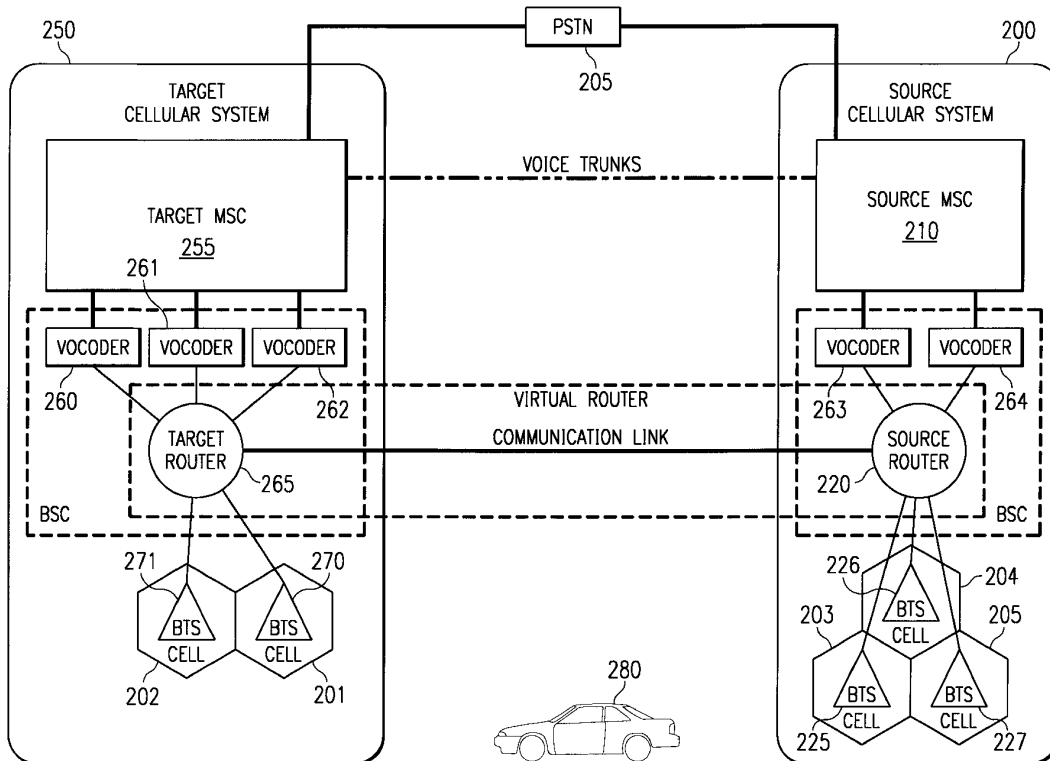 250
PSTN
205
200
TARGET
CELLULAR SYSTEM
SOURCE
CELLULAR SYSTEM
VOICE TRUNKS
TARGET MSC
255
SOURCE MSC
210
261
VOCODER
VOCODER
VOCODER
VOCODER
VOCODER
260
262
263
264
VIRTUAL ROUTER
COMMUNICATION LINK
TARGET
ROUTER
265
SOURCE
ROUTER
220
BSC
BSC
271
270
226
204
203
205
BTS
CELL
BTS
CELL
BTS
CELL
202
201
280
BTS
CELL
BTS
CELL
225
227